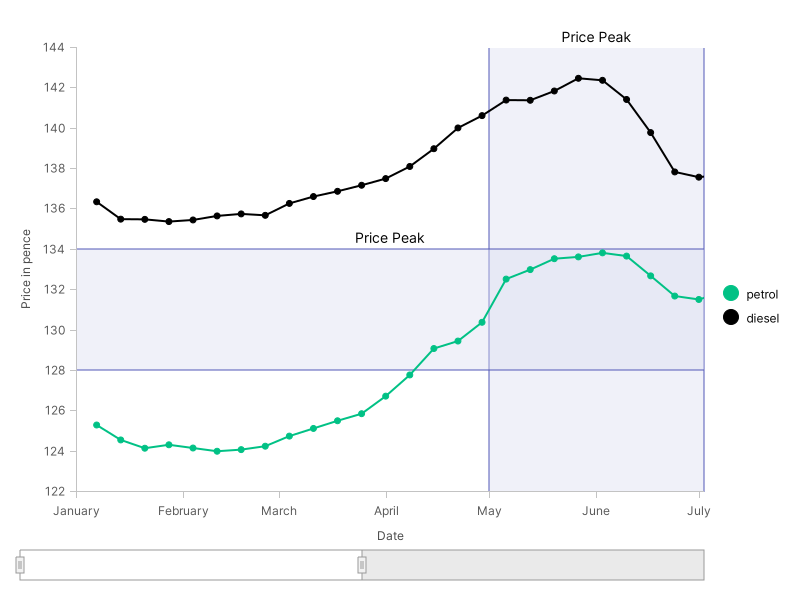 Price Peak
144
142
140
138
136
134
132
130
128
126
124
122
Price Peak
Price in pence
petrol
diesel
January February March April May June July
Date